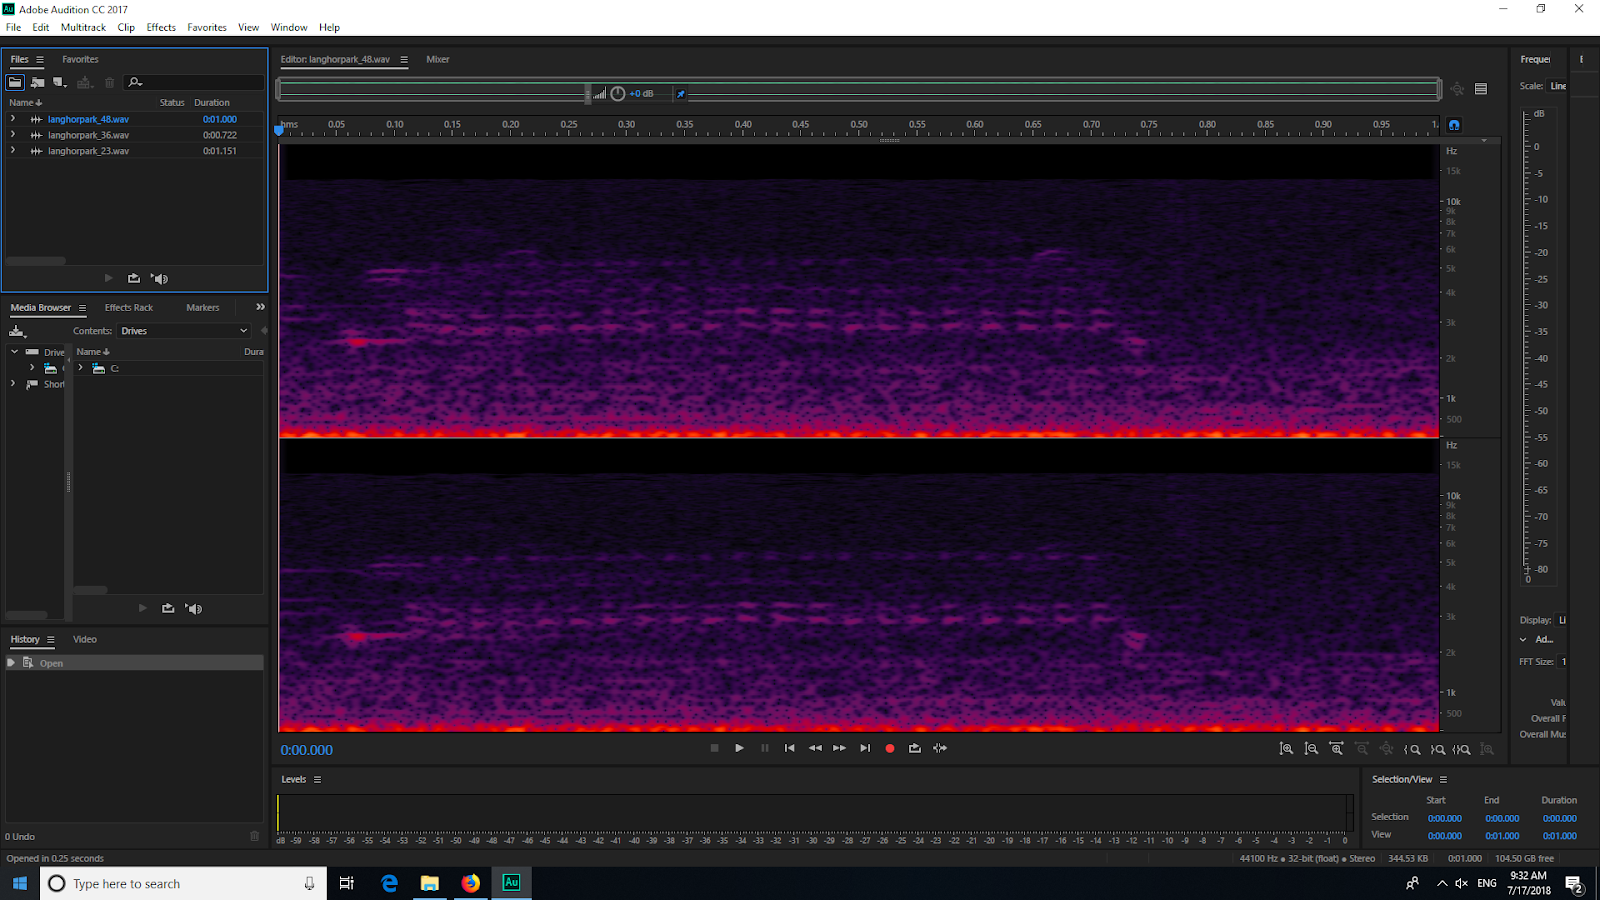 Au Adobe Audition CC 2017
File Edit Multitrack Clip Effects Favorites View Window Help
Files Favorites
Name Status Duration
langhorpark_48.wav 0:01.000
langhorpark_36.wav 0:00.722
langhorpark_23.wav 0:01.151
Media Browser Effects Rack Markers
Contents: Drives
Drive Name Dura
C:
Short
History Video
Open
0 Undo
Opened in 0.25 seconds
Editor: langhorpark_48.wav Mixer
+0 dB
hms 0.05 0.10 0.15 0.20 0.25 0.30 0.35 0.40 0.45 0.50 0.55 0.60 0.65 0.70 0.75 0.80 0.85 0.90 0.95 1.
Hz
15k
10k
9k
8k
7k
6k
5k
4k
3k
2k
1k
500
Hz
15k
10k
9k
8k
7k
6k
5k
4k
3k
2k
1k
500
0:00.000
Levels
dB -59 -58 -57 -56 -55 -54 -53 -52 -51 -50 -49 -48 -47 -46 -45 -44 -43 -42 -41 -40 -39 -38 -37 -36 -35 -34 -33 -32 -31 -30 -29 -28 -27 -26 -25 -24 -23 -22 -21 -20 -19 -18 -17 -16 -15 -14 -13 -12 -11 -10 -9 -8 -7 -6 -5 -4 -3 -2 -1 0
Frequen
Scale: Line
dB
0
-5
-10
-15
-20
-25
-30
-35
-40
-45
-50
-55
-60
-65
-70
-75
-80
0
Display: Li
Ad...
FFT Size: 1
Valu
Overall F
Overall Mus
Selection/View
Start End Duration
Selection 0:00.000 0:00.000 0:00.000
View 0:00.000 0:01.000 0:01.000
44100 Hz ● 32-bit (float) ● Stereo 344.53 KB 0:01.000 104.50 GB free
Type here to search
Au
ENG
9:32 AM
7/17/2018
2